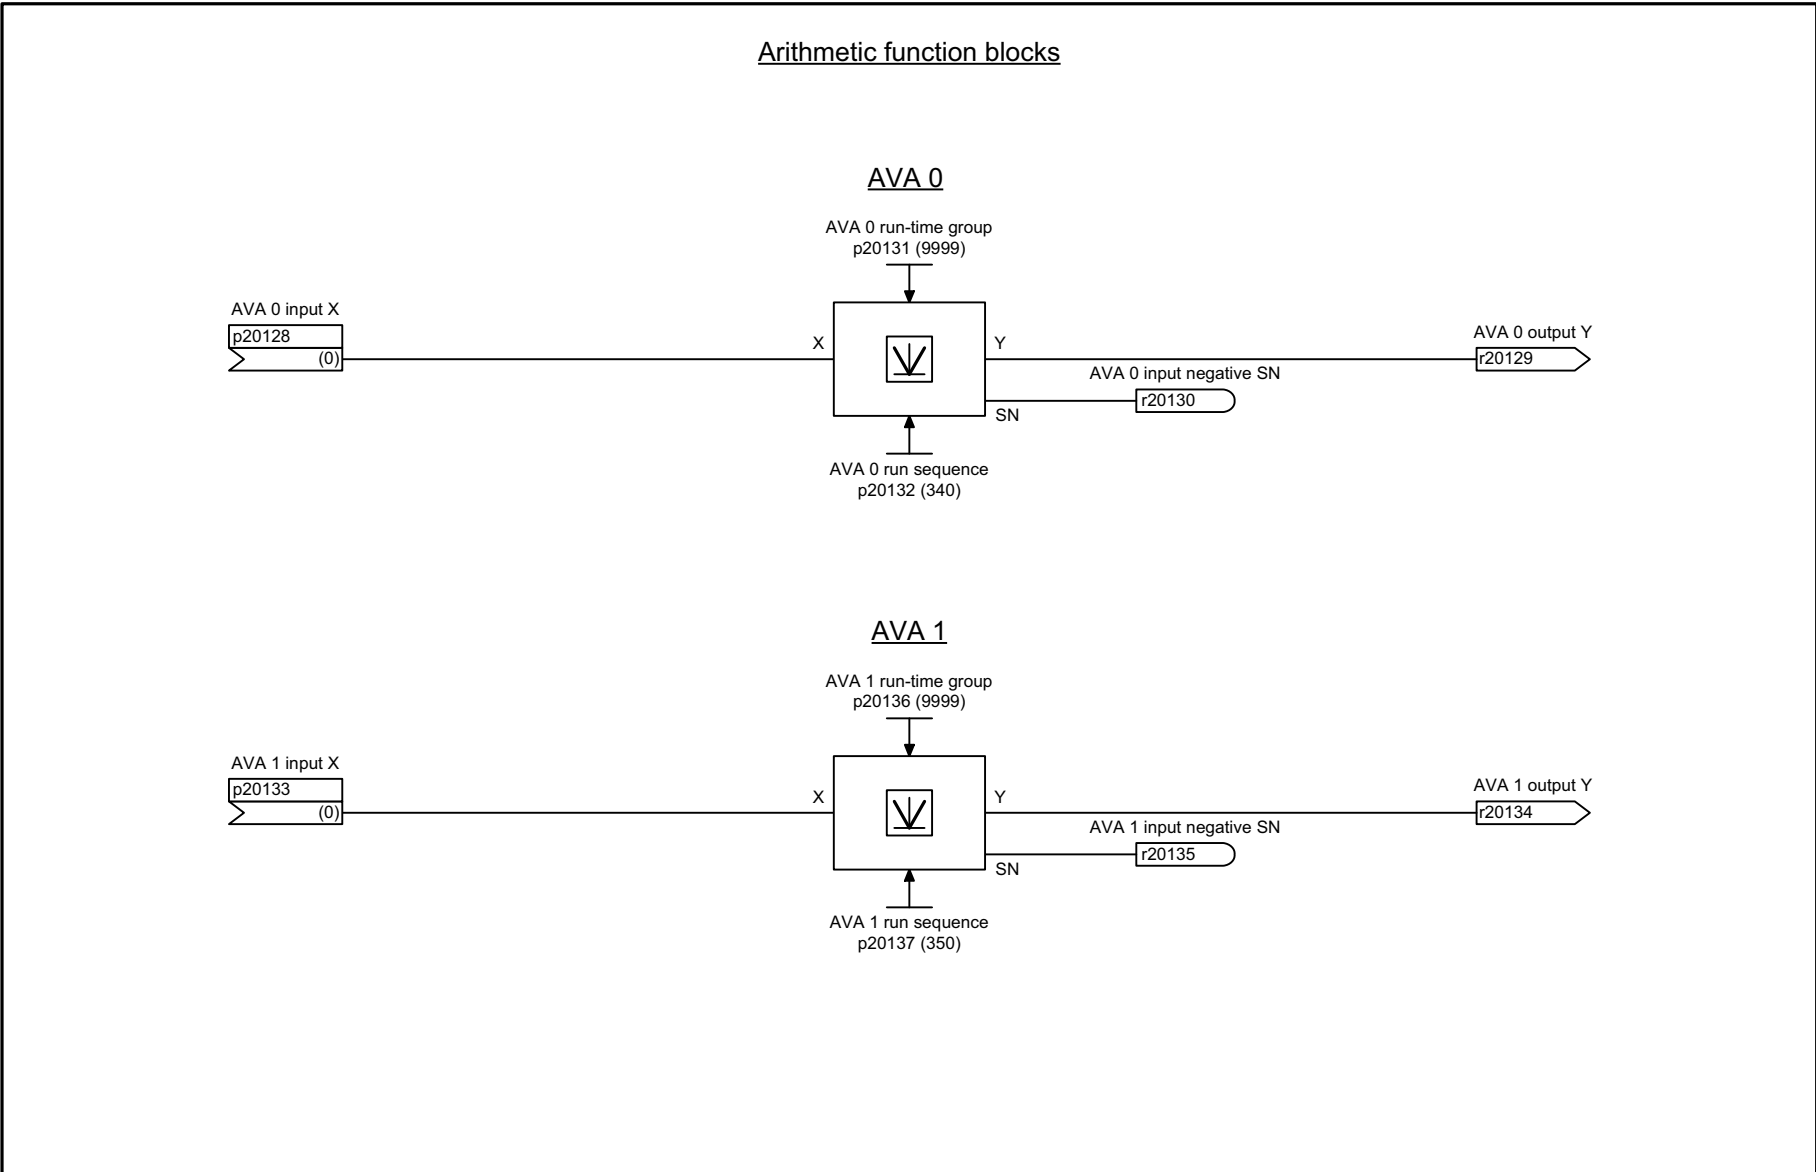 Arithmetic function blocks
AVA 0
AVA 0 run-time group
p20131 (9999)
AVA 0 input X
p20128
(0)
X
Y
AVA 0 output Y
r20129
AVA 0 input negative SN
r20130
SN
AVA 0 run sequence
p20132 (340)
AVA 1
AVA 1 run-time group
p20136 (9999)
AVA 1 input X
p20133
(0)
X
Y
AVA 1 output Y
r20134
AVA 1 input negative SN
r20135
SN
AVA 1 run sequence
p20137 (350)